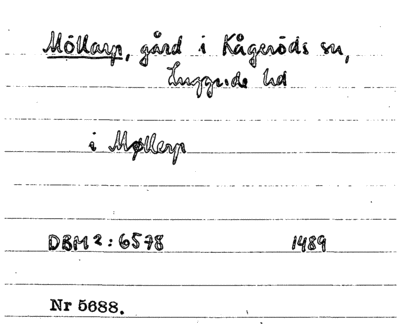 Möllarp, gård i Kågeröds sn,
Luggude hd
i Møllerp
DBM 2: 6578 1489
Nr 5688.